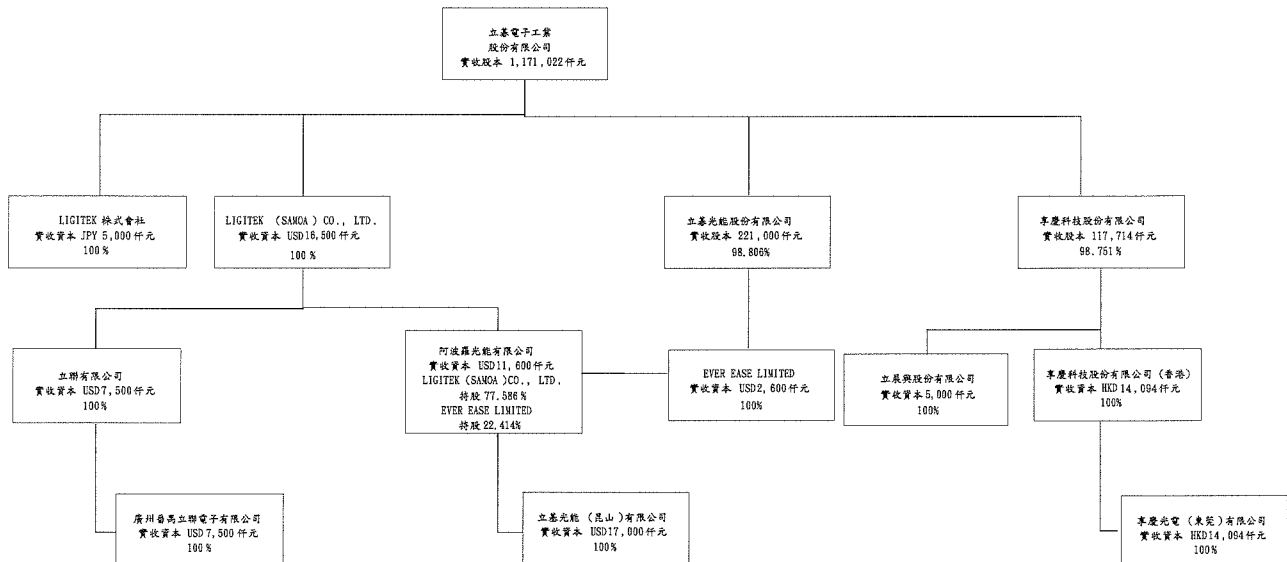 立碁電子工業
股份有限公司
實收股本 1,171,022仟元
LIGITEK 株式會社
實收資本 JPY 5,000仟元
100%
LIGITEK (SAMOA) CO., LTD.
實收資本 USD16,500仟元
100%
立碁光能股份有限公司
實收股本 221,000仟元
98.806%
享慶科技股份有限公司
實收股本 117,714仟元
98.751%
立聯有限公司
實收資本 USD7,500仟元
100%
阿波羅光能有限公司
實收資本 USD11,600仟元
LIGITEK (SAMOA)CO., LTD.
持股 77.586%
EVER EASE LIMITED
持股 22.414%
EVER EASE LIMITED
實收資本 USD2,600仟元
100%
立晨興股份有限公司
實收資本5,000仟元
100%
享慶科技股份有限公司(香港)
實收資本 HKD14,094仟元
100%
廣州番禺立聯電子有限公司
實收資本 USD7,500仟元
100%
立碁光能(昆山)有限公司
實收資本 USD17,000仟元
100%
享慶光電(東莞)有限公司
實收資本 HKD14,094仟元
100%